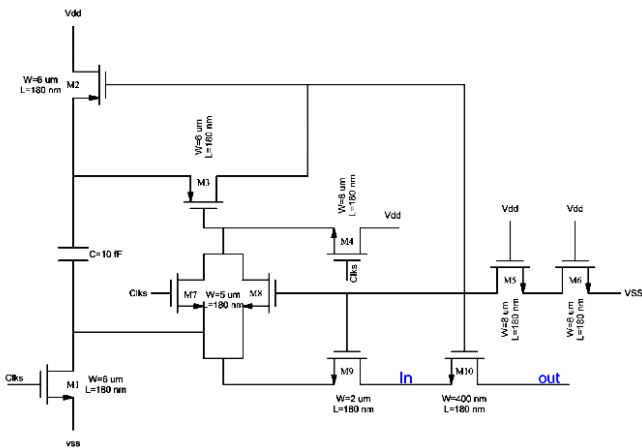 Vdd
W=6 um
L=180 nm
M2
W=6 um
L=180 nm
M3
W=8 um
L=180 nm
Vdd
M4
Clks
Vdd
Vdd
C=10 fF
Clks
M7
W=5 um
L=180 nm
M8
M5
M6
VSS
W=8 um
L=180 nm
W=8 um
L=180 nm
Clks
M1
W=6 um
L=180 nm
M9
In
M10
out
W=2 um
L=180 nm
W=400 nm
L=180 nm
vss